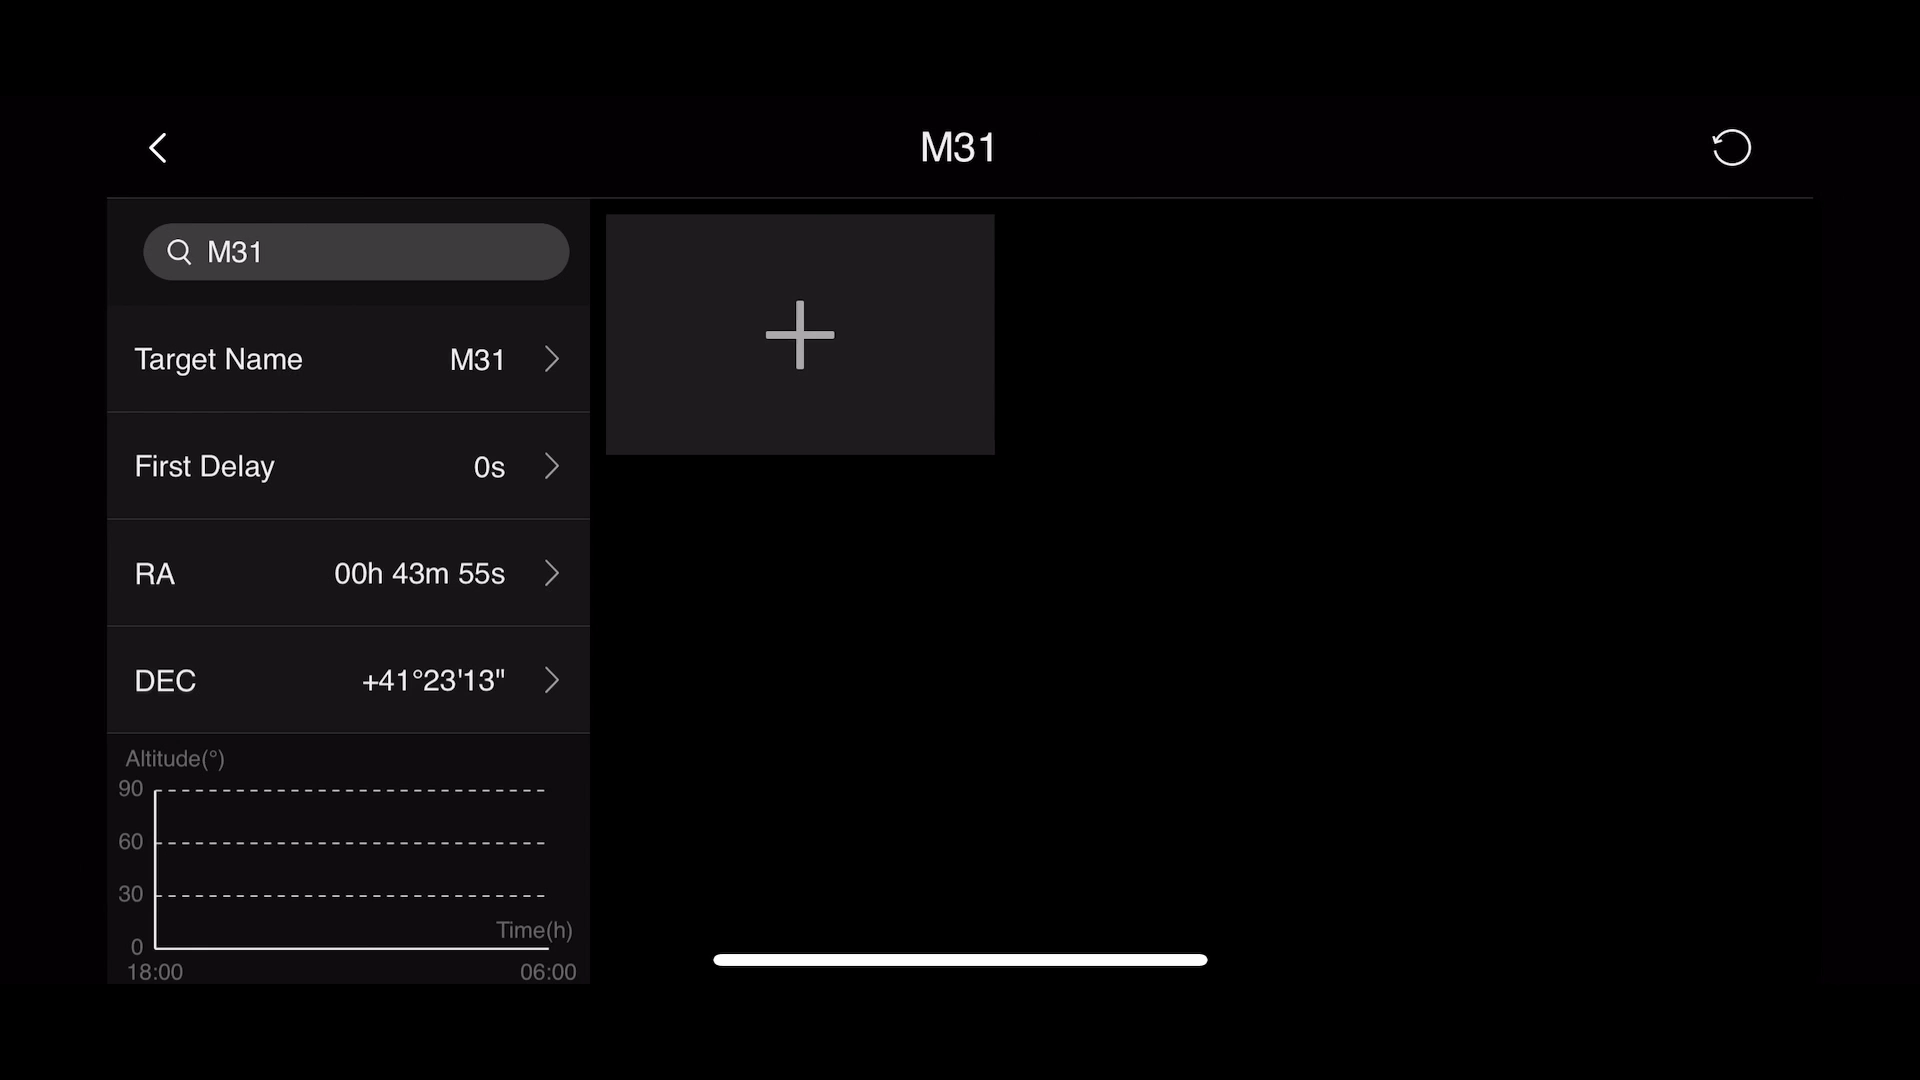 M31
M31
Target Name M31
First Delay 0s
RA 00h 43m 55s
DEC +41°23'13"
Altitude(°)
90
60
30
Time(h)
0
18:00 06:00